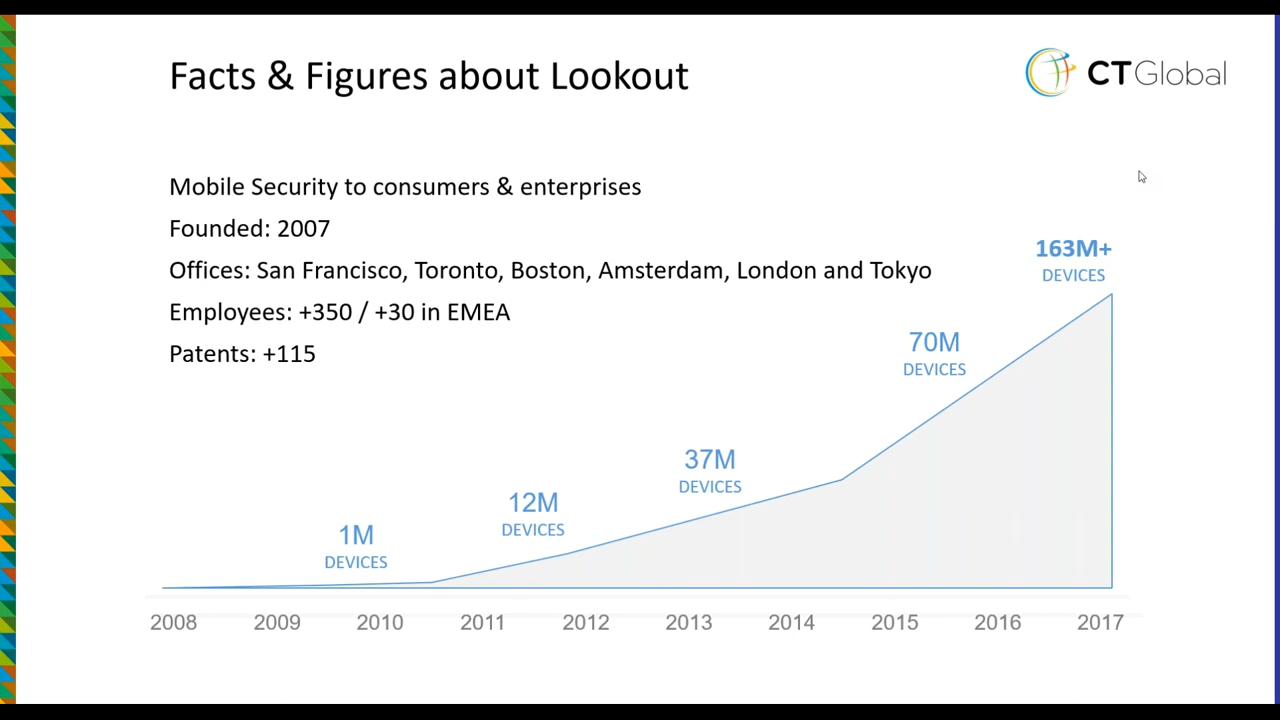 Facts & Figures about Lookout
CTGlobal
Mobile Security to consumers & enterprises
Founded: 2007
Offices: San Francisco, Toronto, Boston, Amsterdam, London and Tokyo
Employees: +350 / +30 in EMEA
Patents: +115
163M+
DEVICES
70M
DEVICES
37M
DEVICES
12M
DEVICES
1M
DEVICES
2008 2009 2010 2011 2012 2013 2014 2015 2016 2017